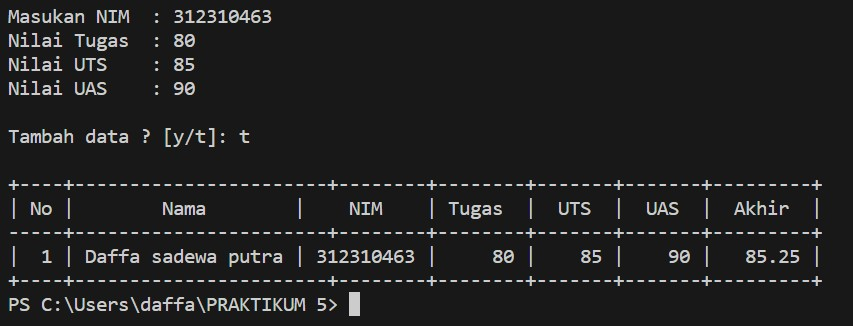 Masukan NIM  : 312310463
Nilai Tugas  : 80
Nilai UTS    : 85
Nilai UAS    : 90
Tambah data ? [y/t]: t
+----+----------------------+--------+-------+-------+-------+---------+
| No |         Nama         |    NIM    | Tugas |  UTS  |  UAS  |  Akhir  |
-----+----------------------+--------+-------+-------+-------+---------+
|  1 | Daffa sadewa putra | 312310463 |     80 |    85 |    90 |   85.25 |
+----+----------------------+--------+-------+-------+-------+---------+
PS C:\Users\daffa\PRAKTIKUM 5>